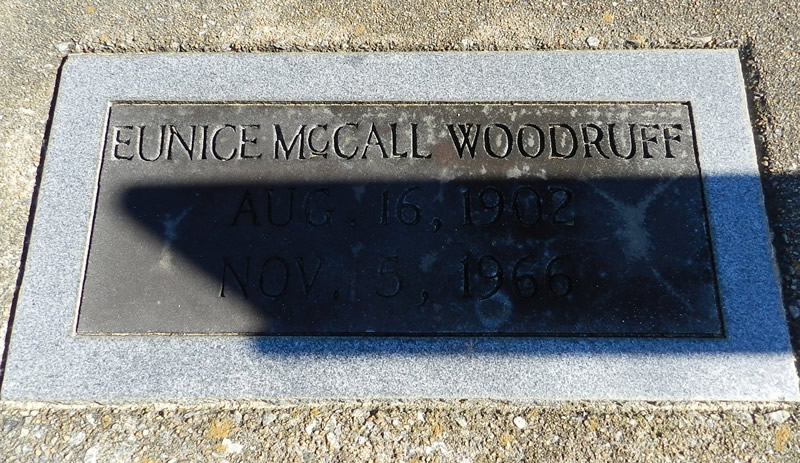 EUNICE McCALL WOODRUFF
AUG. 16, 1902
NOV. 5, 1966